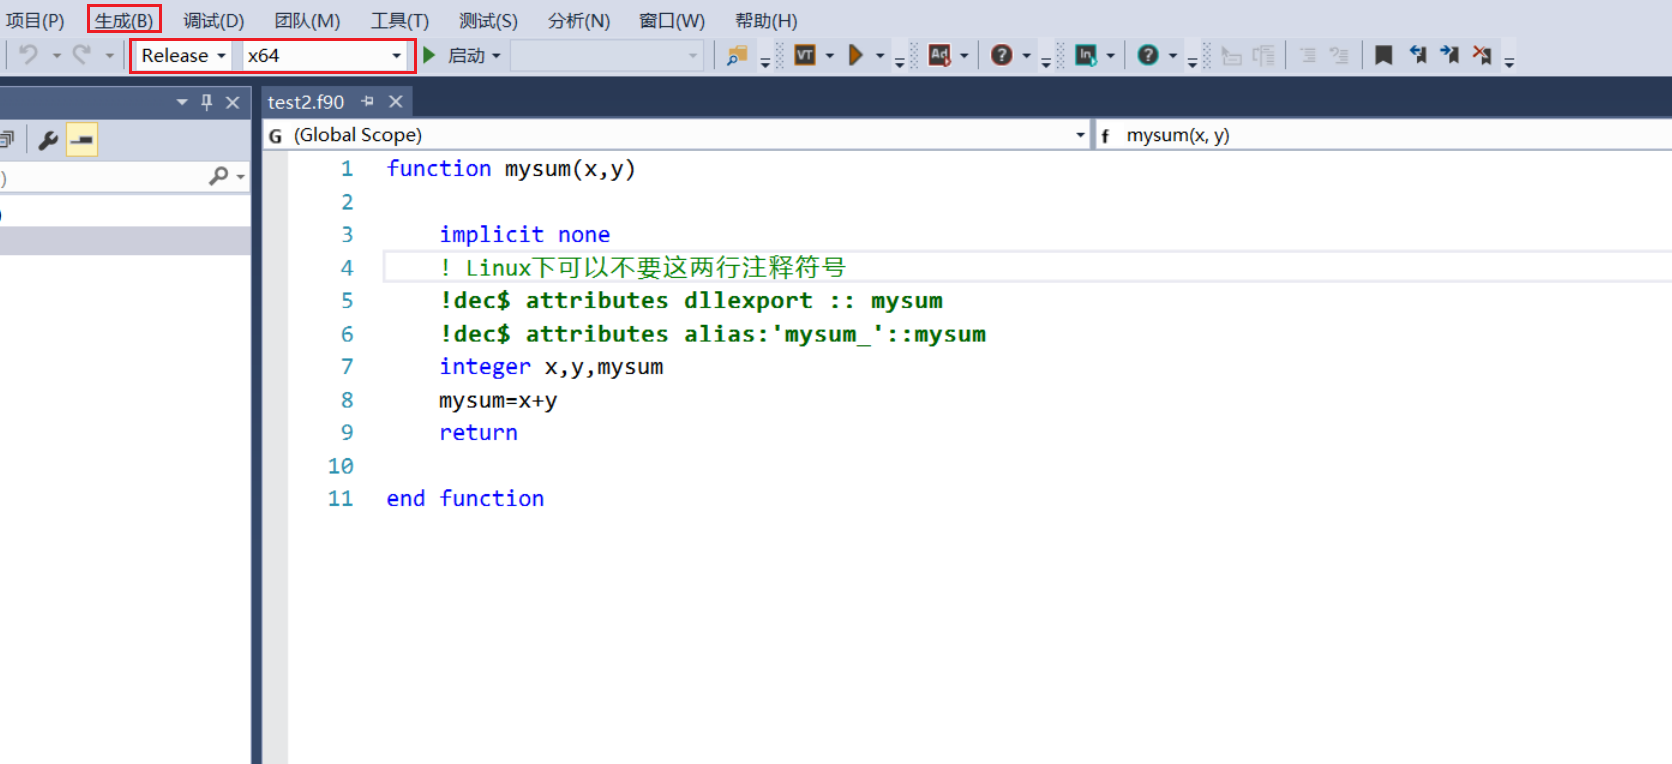 项目(P) 生成(B) 调试(D) 团队(M) 工具(T) 测试(S) 分析(N) 窗口(W) 帮助(H)
Release x64 启动 VT Ad ? In ?
test2.f90
G (Global Scope) f mysum(x, y)
)
)
1 function mysum(x,y)
2
3 implicit none
4 ! Linux下可以不要这两行注释符号
5 !dec$ attributes dllexport :: mysum
6 !dec$ attributes alias:'mysum_'::mysum
7 integer x,y,mysum
8 mysum=x+y
9 return
10
11 end function